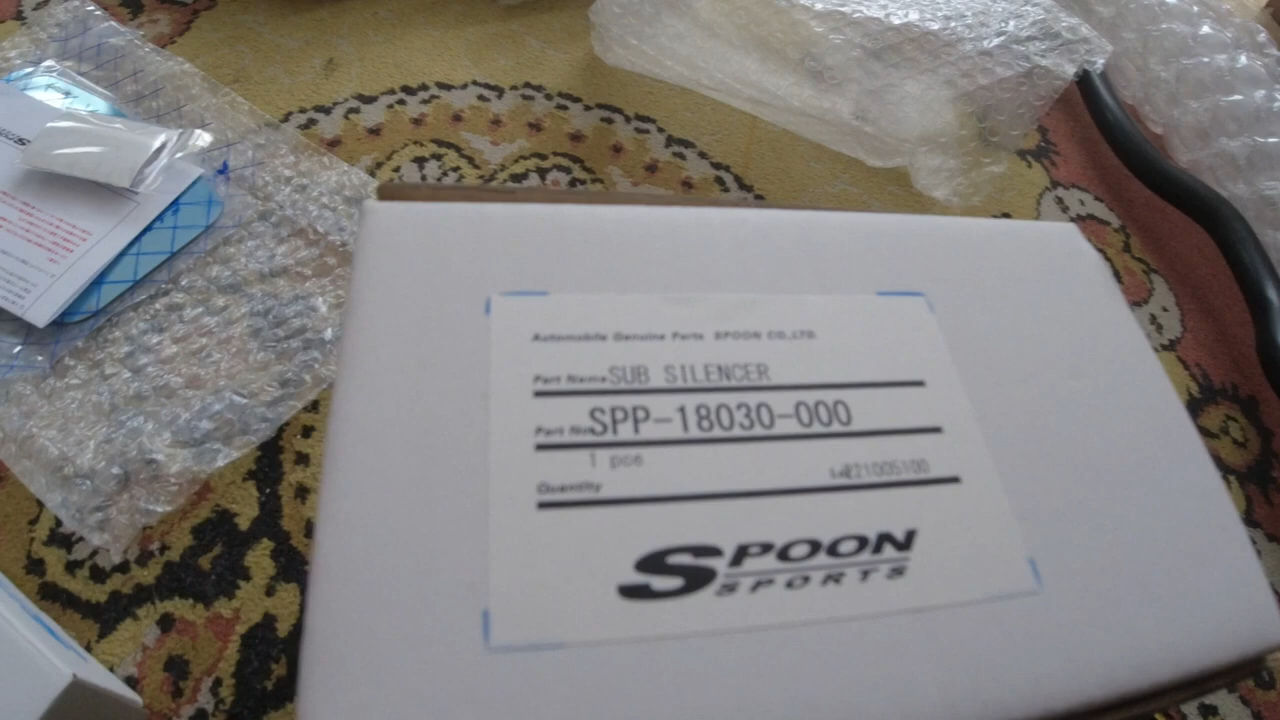 Automobile Genuine Parts SPOON CO.,LTD.
Part Name SUB SILENCER
Part No. SPP-18030-000
1 pce
Quantity
SPOON
SPORTS